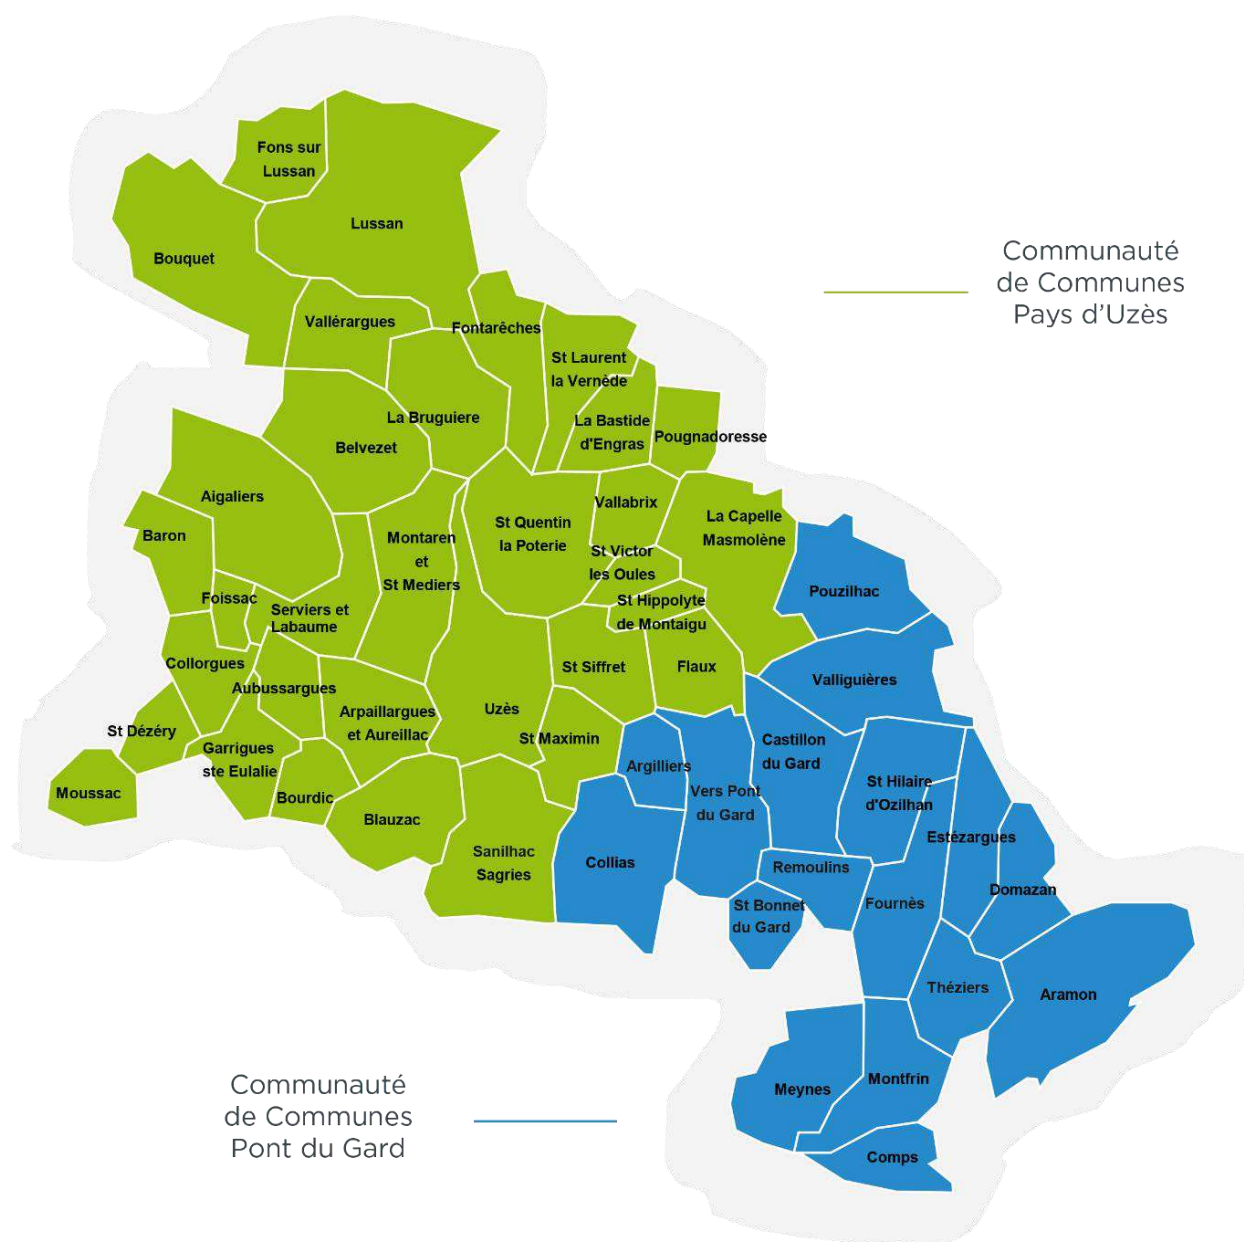 Fons sur
Lussan
Lussan
Bouquet
Communauté
de Communes
Pays d'Uzès
Vallérargues
Fontarêches
St Laurent
la Vernède
La Bruguiere
La Bastide
d'Engras
Pougnadoresse
Belvezet
Aigaliers
Vallabrix
La Capelle
Masmolène
St Quentin
la Poterie
Baron
Montaren
et
St Mediers
St Victor
les Oules
Pouzilhac
Foissac
Serviers et
Labaume
St Hippolyte
de Montaigu
Collorgues
St Siffret
Flaux
Valliguières
Aubussargues
Arpaillargues
et Aureillac
Uzès
St Dézéry
St Maximin
Castillon
du Gard
Garrigues
ste Eulalie
Argilliers
Moussac
Bourdic
Vers Pont
du Gard
St Hilaire
d'Ozilhan
Blauzac
Estézargues
Sanilhac
Sagries
Collias
Remoulins
Domazan
St Bonnet
du Gard
Fournès
Théziers
Aramon
Communauté
de Communes
Pont du Gard
Meynes
Montfrin
Comps